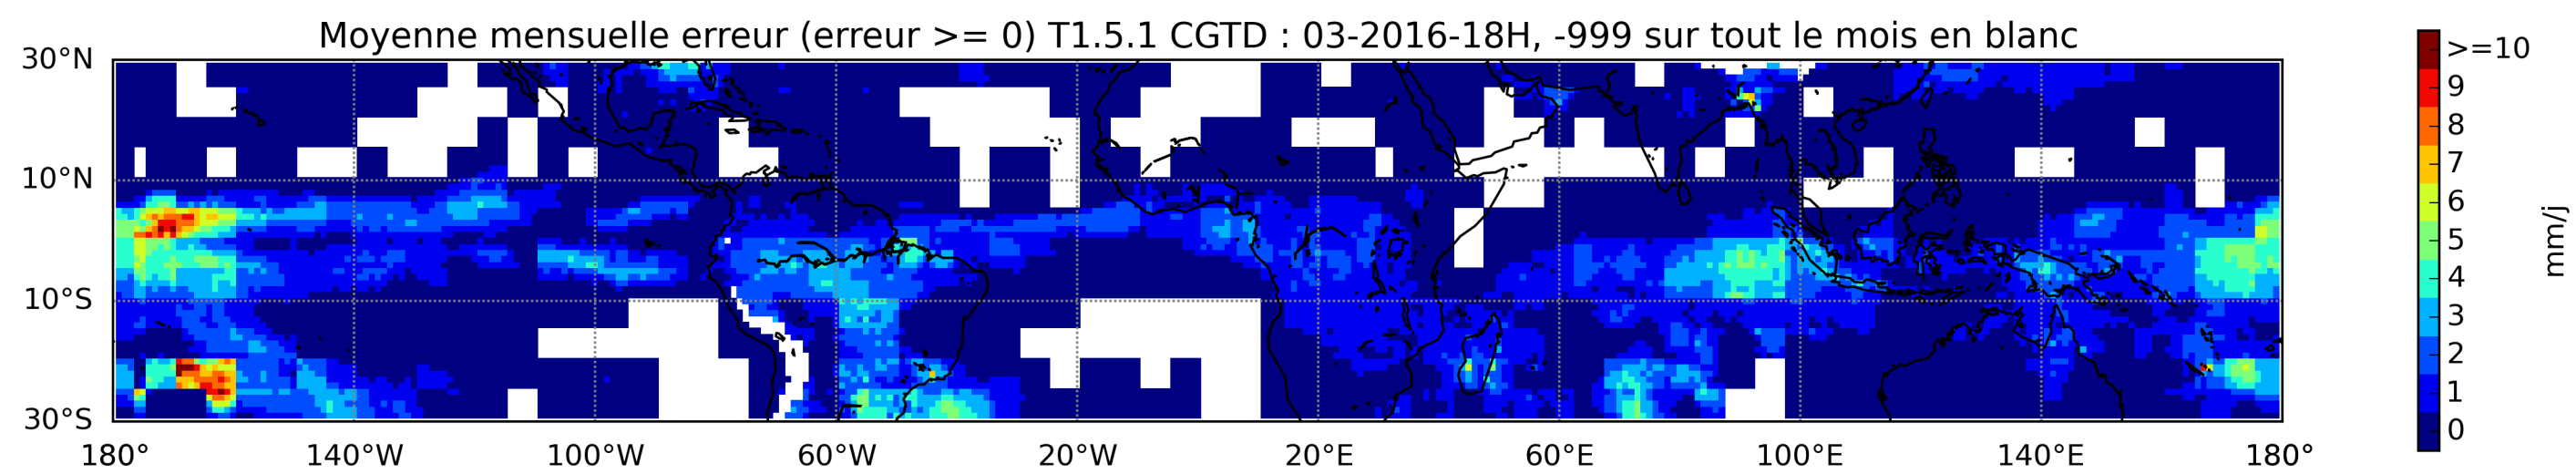 Moyenne mensuelle erreur (erreur >= 0) T1.5.1 CGTD : 03-2016-18H, -999 sur tout le mois en blanc
30°N
10°N
10°S
30°S
180° 140°W 100°W 60°W 20°W 20°E 60°E 100°E 140°E 180°
>=10
9
8
7
6
5
4
3
2
1
0
mm/j